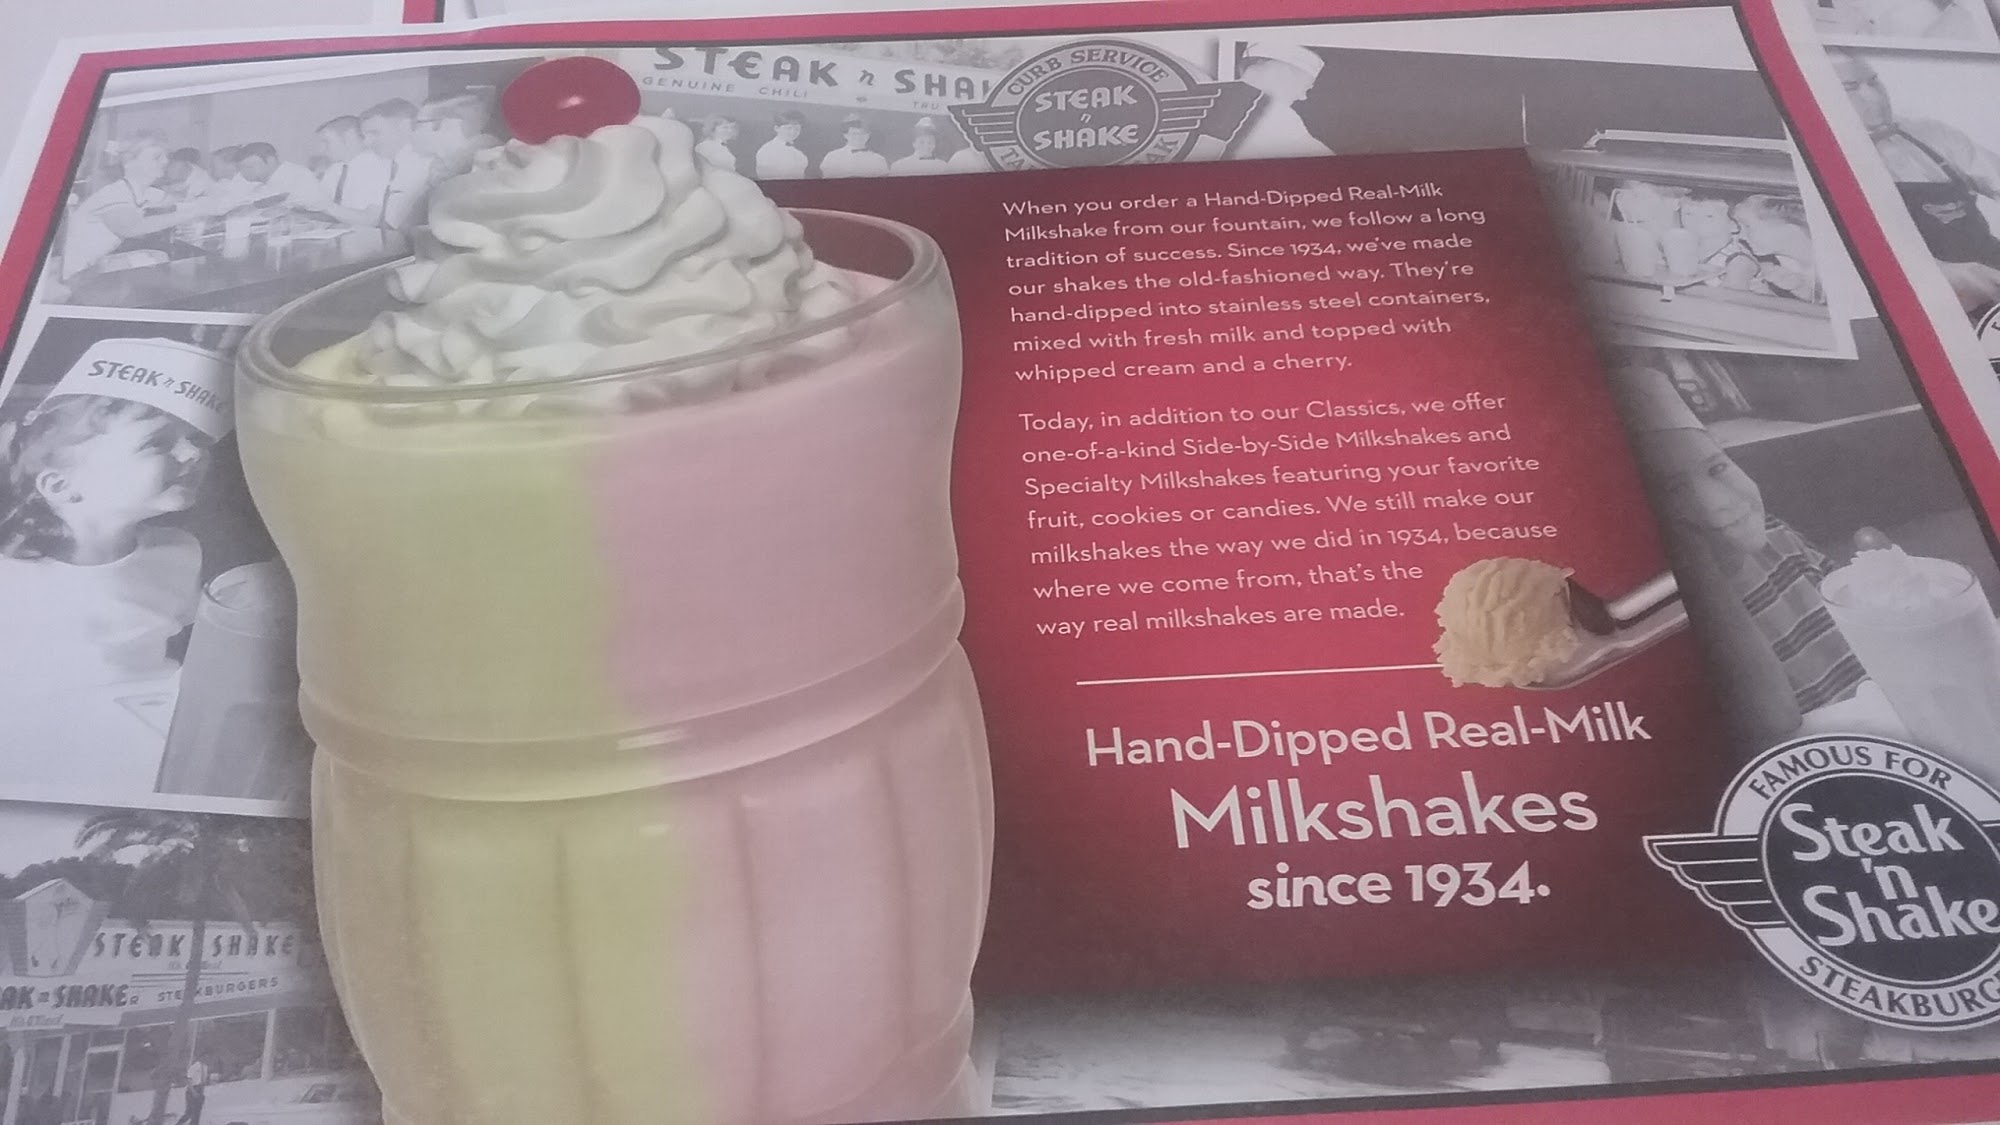 STEAK n
GENUINE CHILI
CURB SERVICE
STEAK
n
SHAKE
STEAK n SHAKE
When you order a Hand-Dipped Real-Milk
Milkshake from our fountain, we follow a long
tradition of success. Since 1934, we've made
our shakes the old-fashioned way. They're
hand-dipped into stainless steel containers,
mixed with fresh milk and topped with
whipped cream and a cherry.
Today, in addition to our Classics, we offer
one-of-a-kind Side-by-Side Milkshakes and
Specialty Milkshakes featuring your favorite
fruit, cookies or candies. We still make our
milkshakes the way we did in 1934, because
where we come from, that's the
way real milkshakes are made.
Hand-Dipped Real-Milk
Milkshakes
since 1934.
FAMOUS FOR
Steak
'n
Shake
STEAK SHAKE
STEAKBURGERS